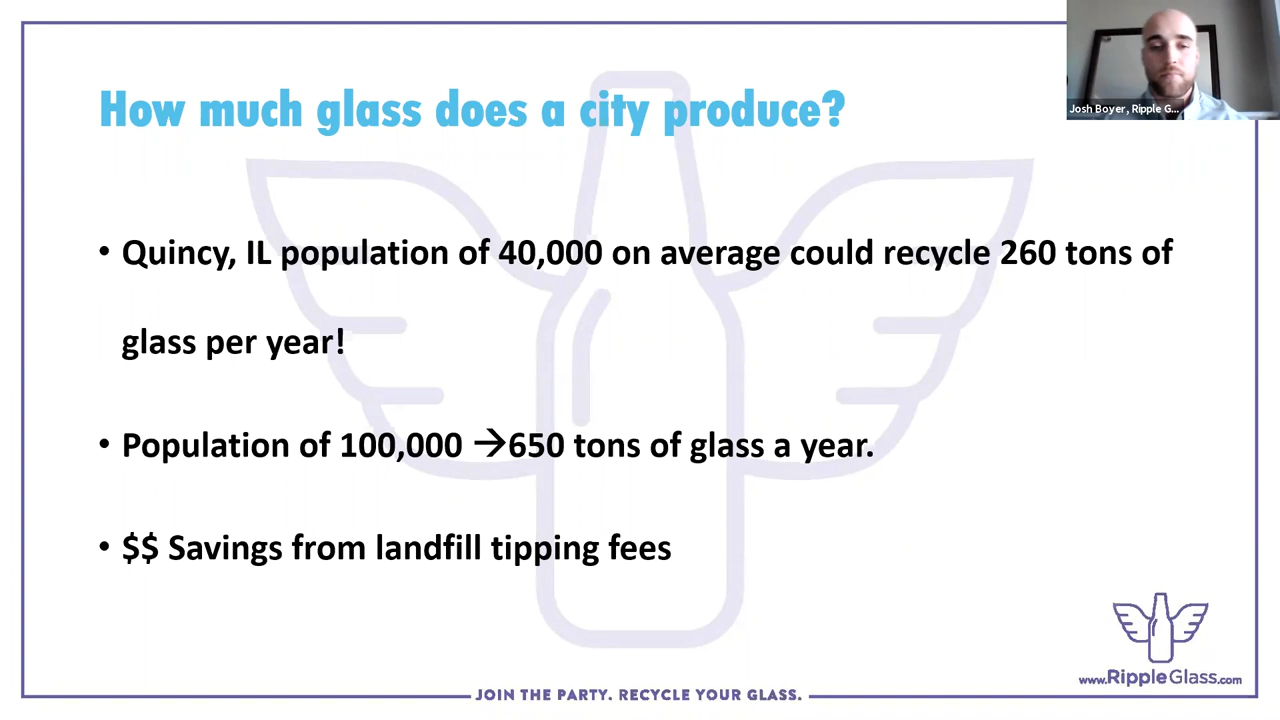 How much glass does a city produce?
Josh Boyer, Ripple G...
• Quincy, IL population of 40,000 on average could recycle 260 tons of
glass per year!
• Population of 100,000 →650 tons of glass a year.
• $$ Savings from landfill tipping fees
www.RippleGlass.com
JOIN THE PARTY. RECYCLE YOUR GLASS.